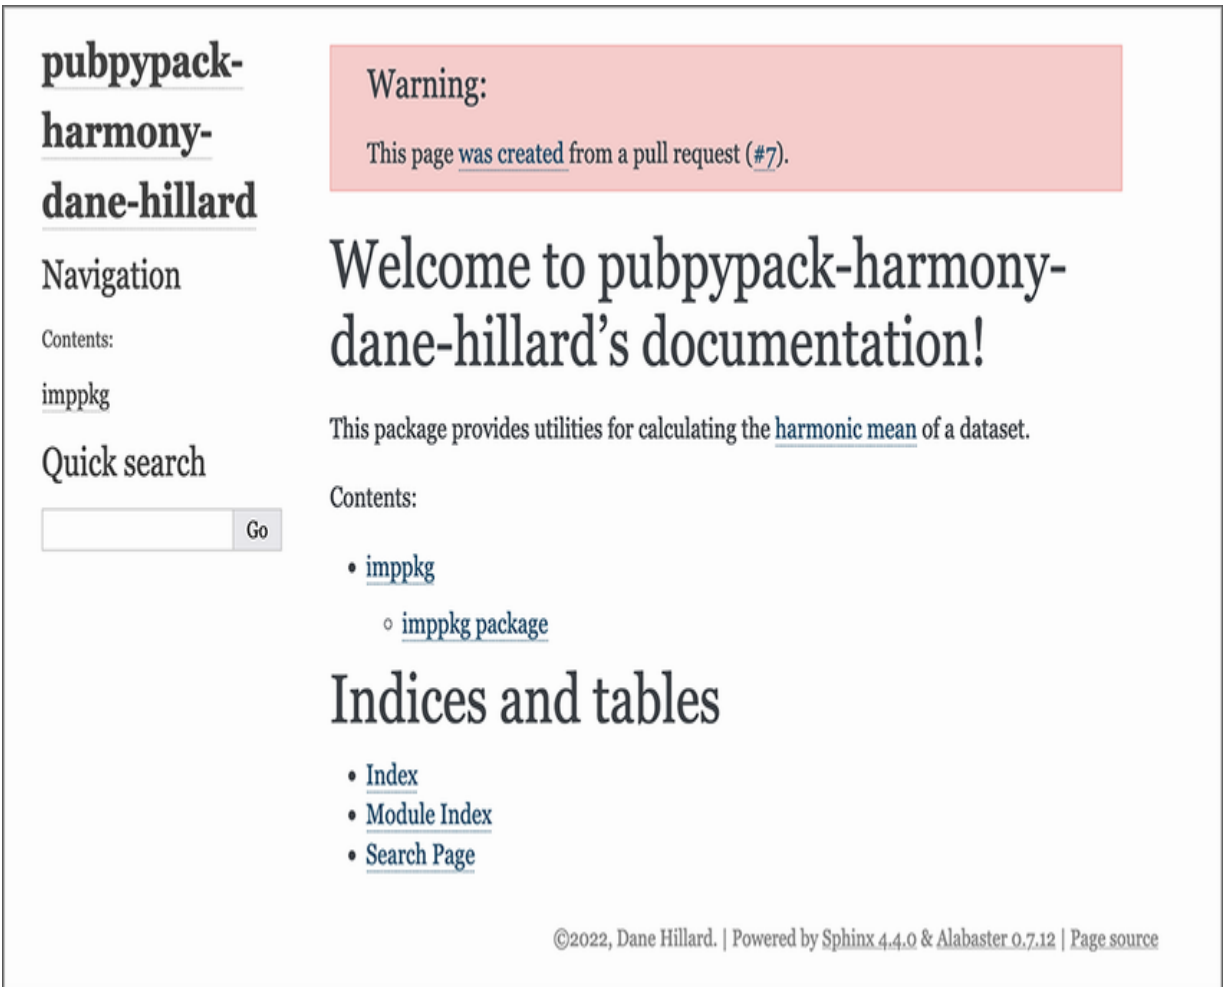 pubpypack-
harmony-
dane-hillard
Navigation
Contents:
imppkg
Quick search
Go
Warning:
This page was created from a pull request (#7).
Welcome to pubpypack-harmony-
dane-hillard’s documentation!
This package provides utilities for calculating the harmonic mean of a dataset.
Contents:
• imppkg
◦ imppkg package
Indices and tables
• Index
• Module Index
• Search Page
©2022, Dane Hillard. | Powered by Sphinx 4.4.0 & Alabaster 0.7.12 | Page source